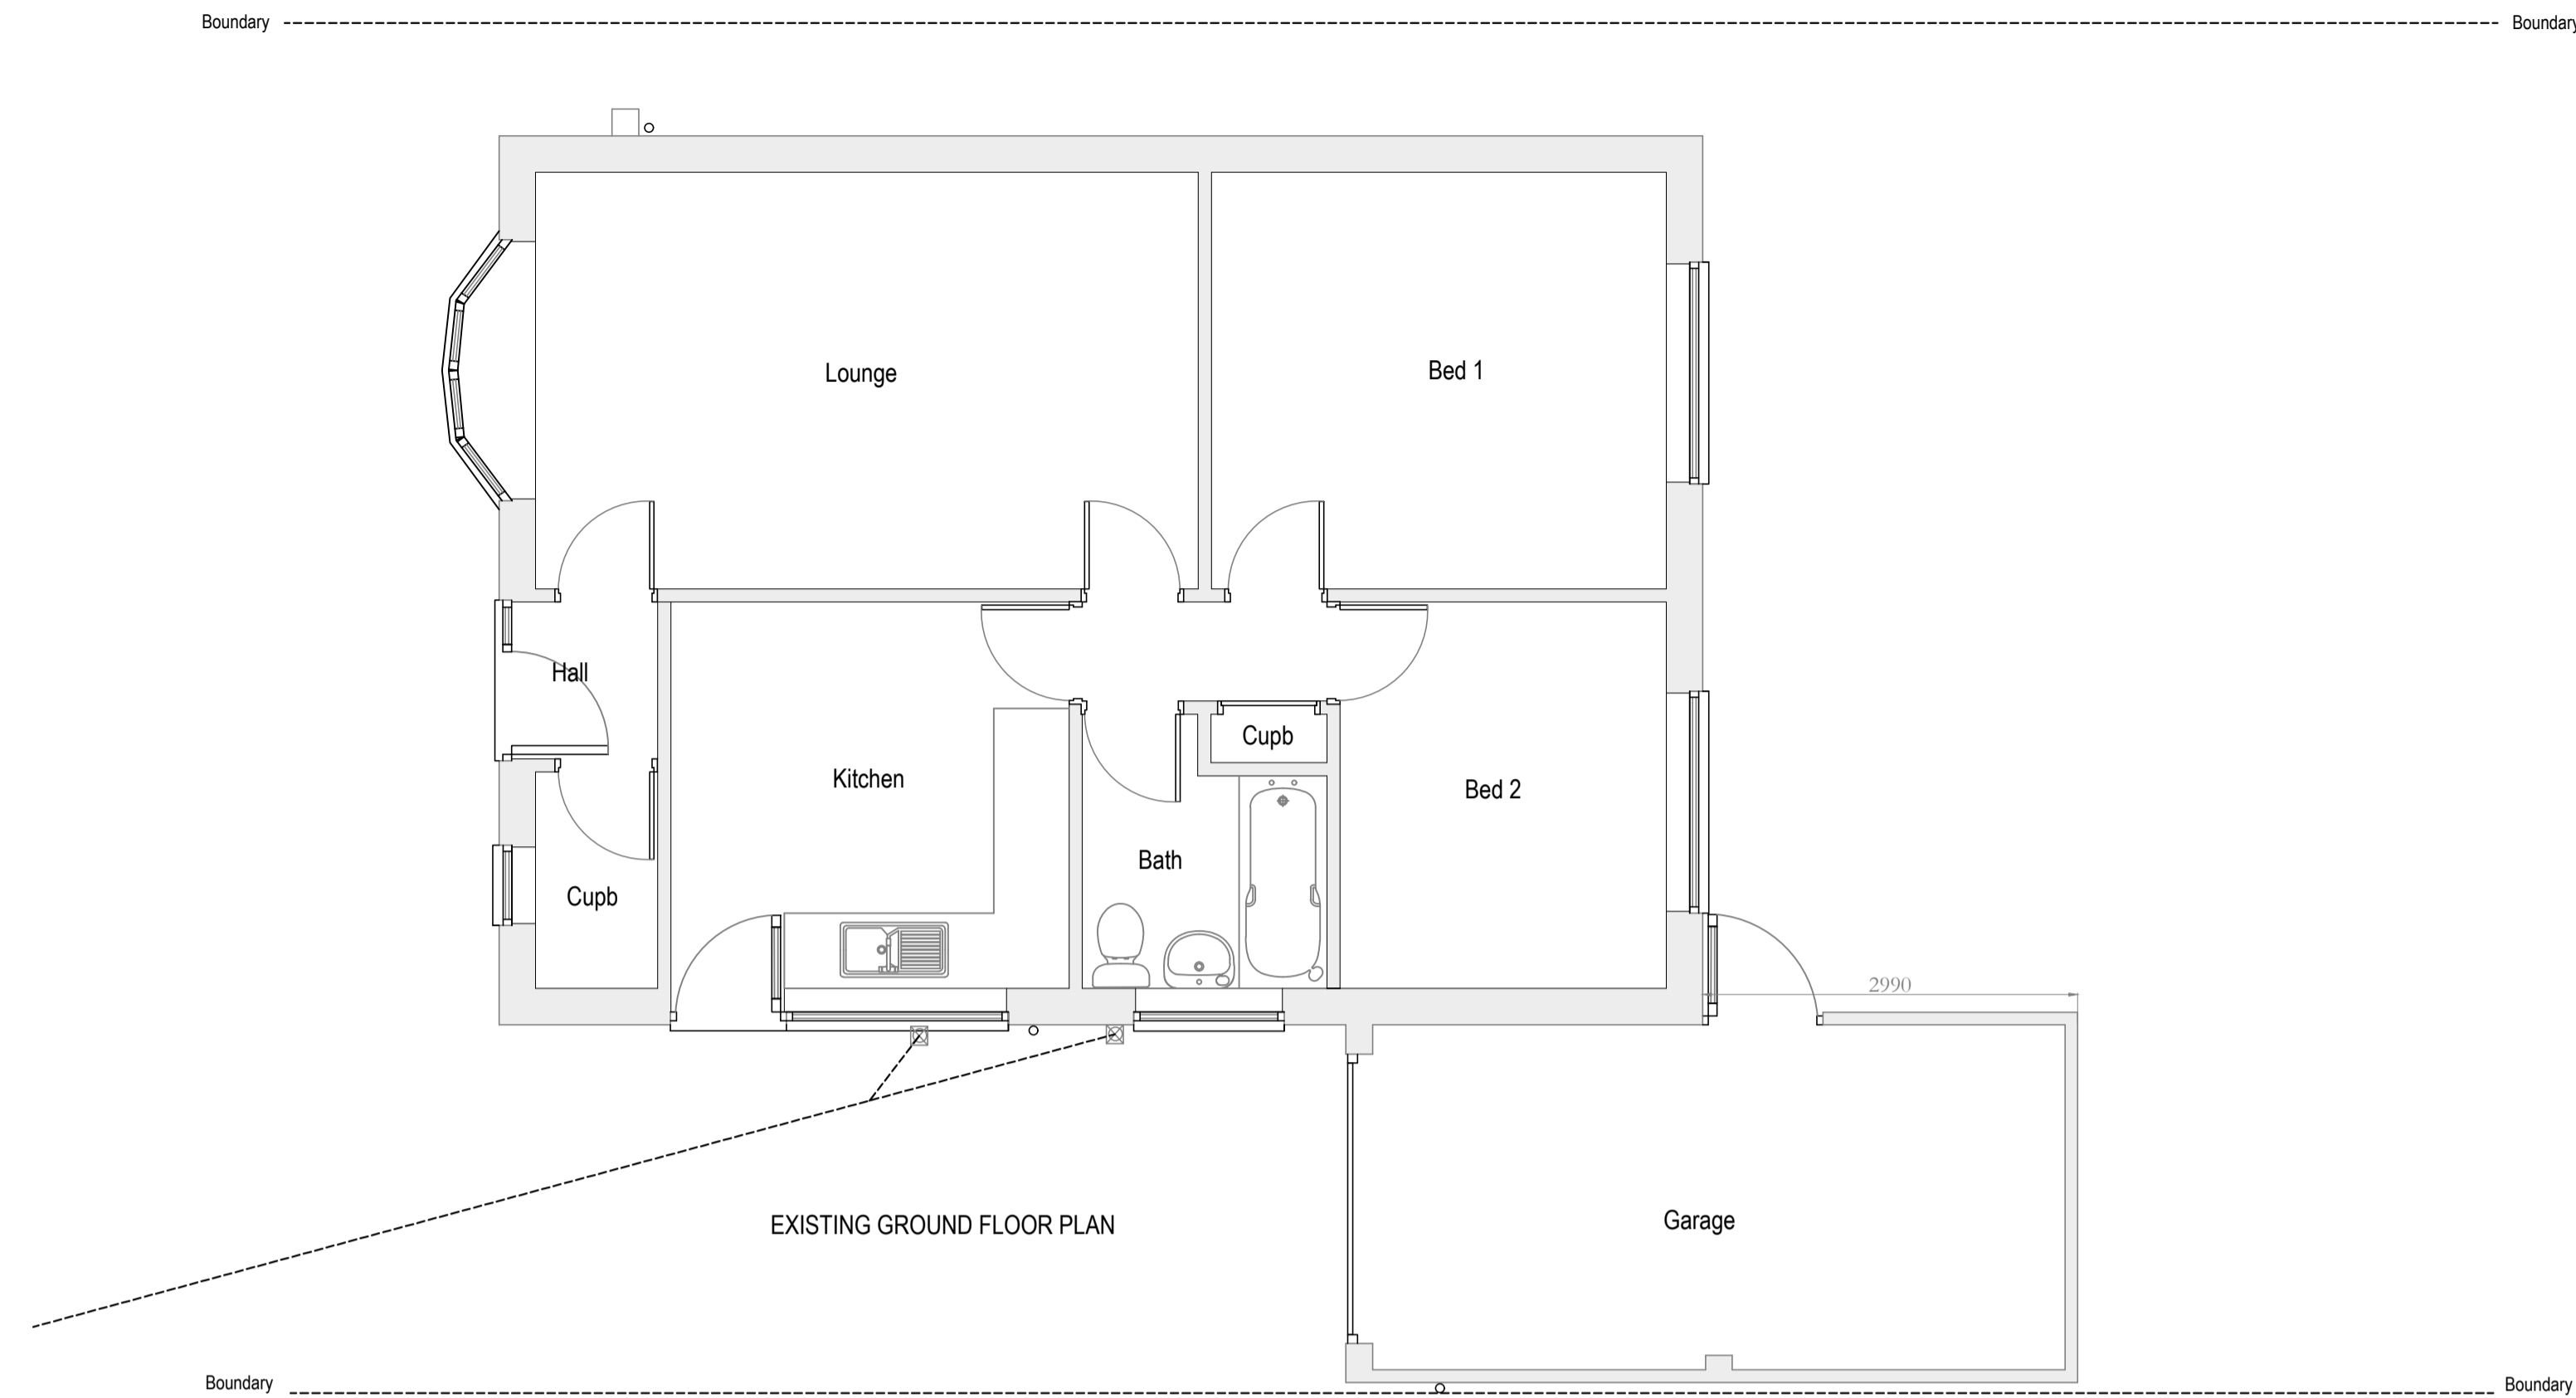 Boundary
Boundary
Lounge
Bed 1
Hall
Kitchen
Cupb
Bed 2
Bath
Cupb
2990
EXISTING GROUND FLOOR PLAN
Garage
Boundary
Boundary